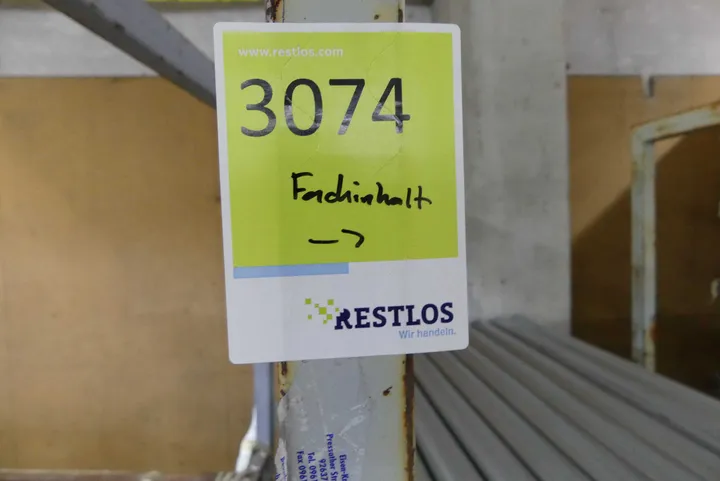 www.restlos.com
3074
Fachinhalt
→
RESTLOS
Wir handeln.